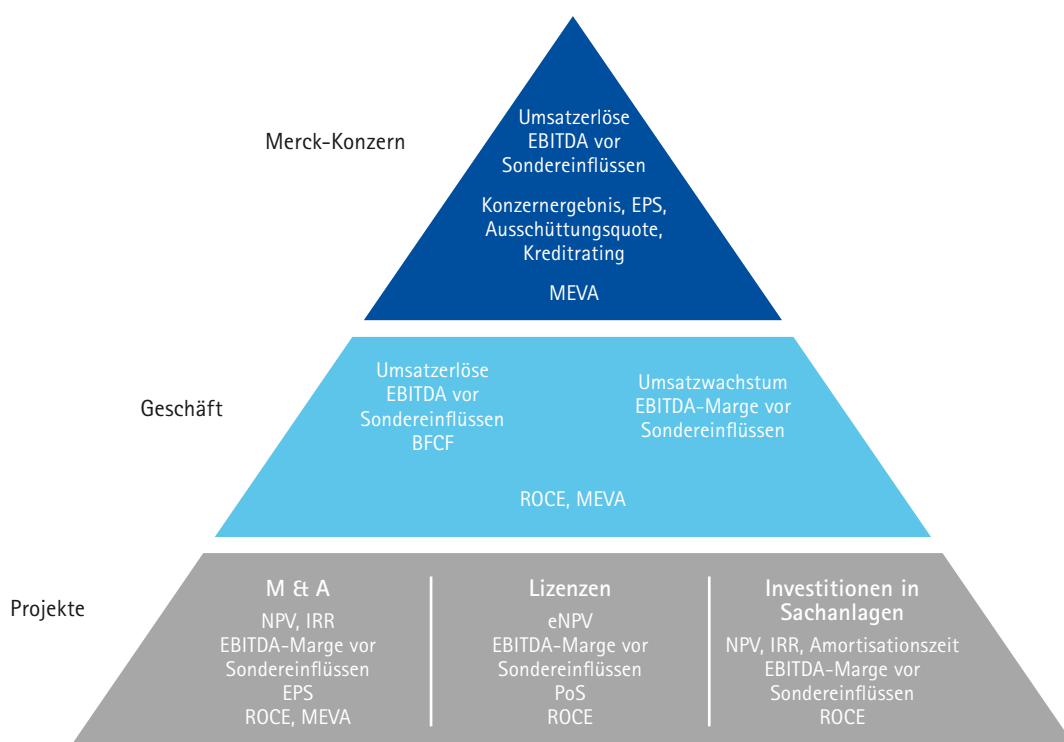 Merck-Konzern
Umsatzerlöse
EBITDA vor
Sondereinflüssen
Konzernergebnis, EPS,
Ausschüttungsquote,
Kreditrating
MEVA
Geschäft
Umsatzerlöse
EBITDA vor
Sondereinflüssen
BFCF
Umsatzwachstum
EBITDA-Marge vor
Sondereinflüssen
ROCE, MEVA
Projekte
M & A
NPV, IRR
EBITDA-Marge vor
Sondereinflüssen
EPS
ROCE, MEVA
Lizenzen
eNPV
EBITDA-Marge vor
Sondereinflüssen
PoS
ROCE
Investitionen in
Sachanlagen
NPV, IRR, Amortisationszeit
EBITDA-Marge vor
Sondereinflüssen
ROCE